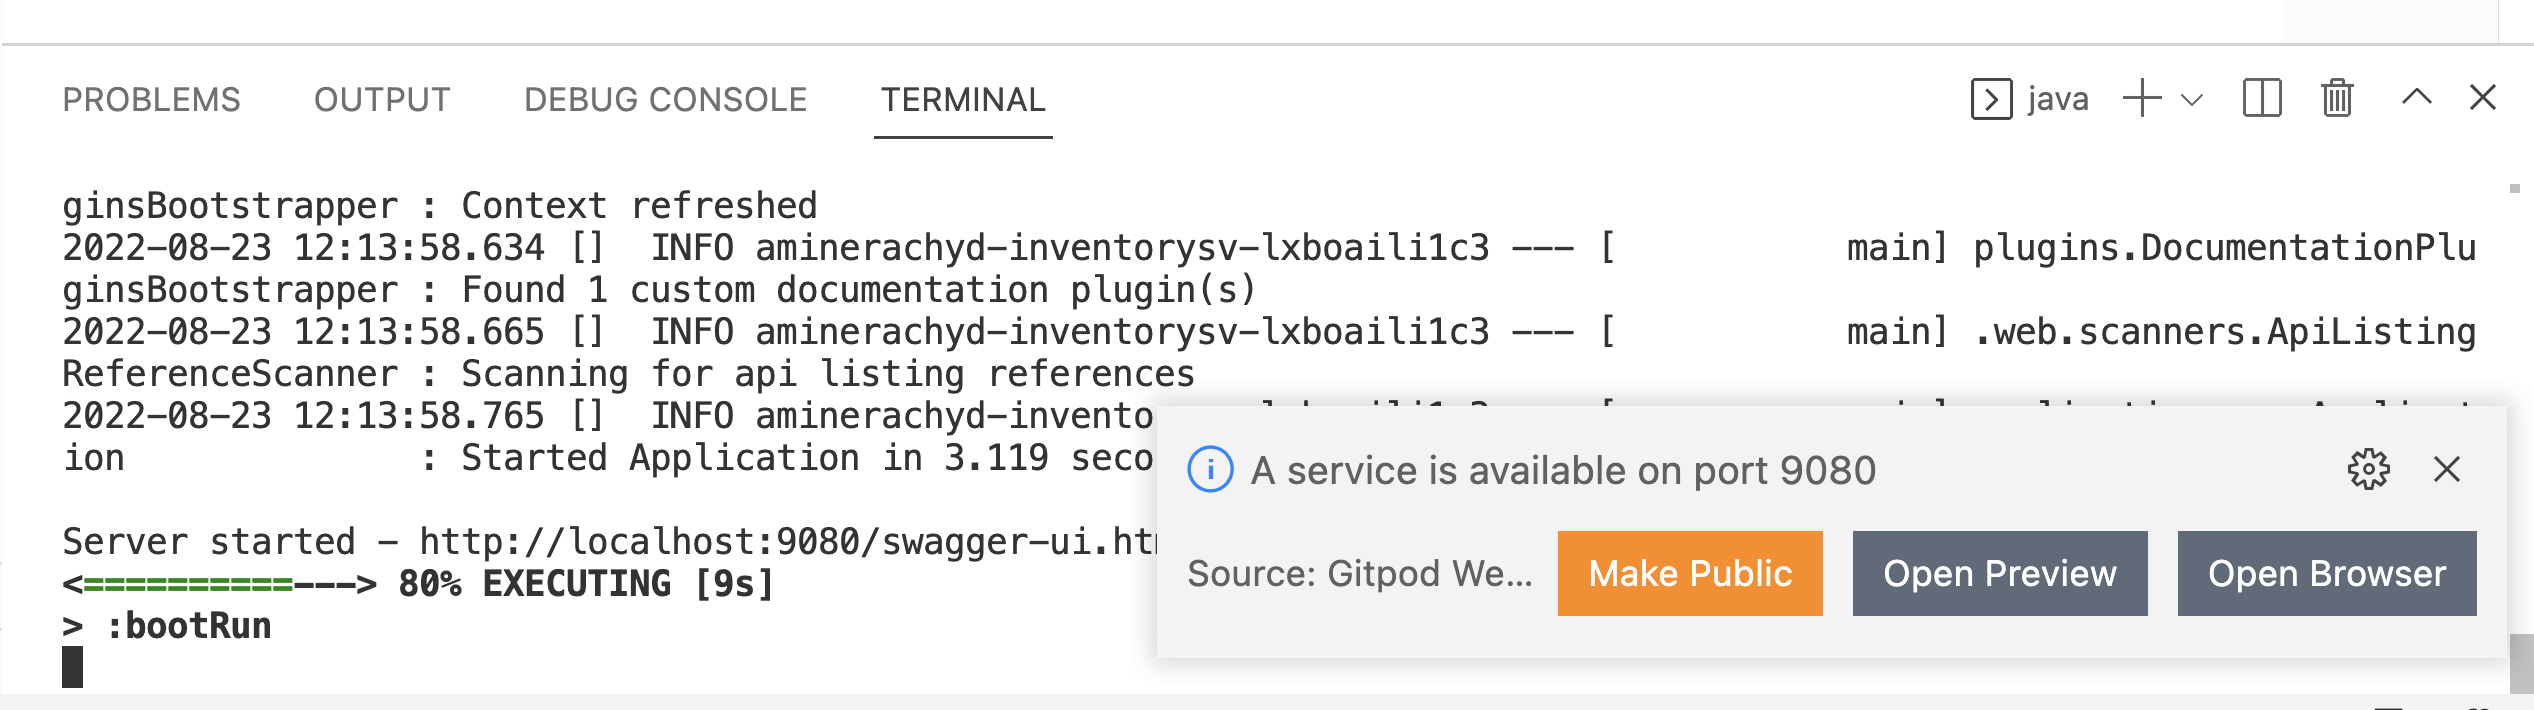 PROBLEMS OUTPUT DEBUG CONSOLE TERMINAL java
ginsBootstrapper : Context refreshed
2022-08-23 12:13:58.634 [] INFO aminerachyd-inventorysv-lxboaili1c3 --- [ main] plugins.DocumentationPlu
ginsBootstrapper : Found 1 custom documentation plugin(s)
2022-08-23 12:13:58.665 [] INFO aminerachyd-inventorysv-lxboaili1c3 --- [ main] .web.scanners.ApiListing
ReferenceScanner : Scanning for api listing references
2022-08-23 12:13:58.765 [] INFO aminerachyd-invento
ion : Started Application in 3.119 seco
Server started - http://localhost:9080/swagger-ui.ht
<==========---> 80% EXECUTING [9s]
> :bootRun
A service is available on port 9080
Source: Gitpod We... Make Public Open Preview Open Browser